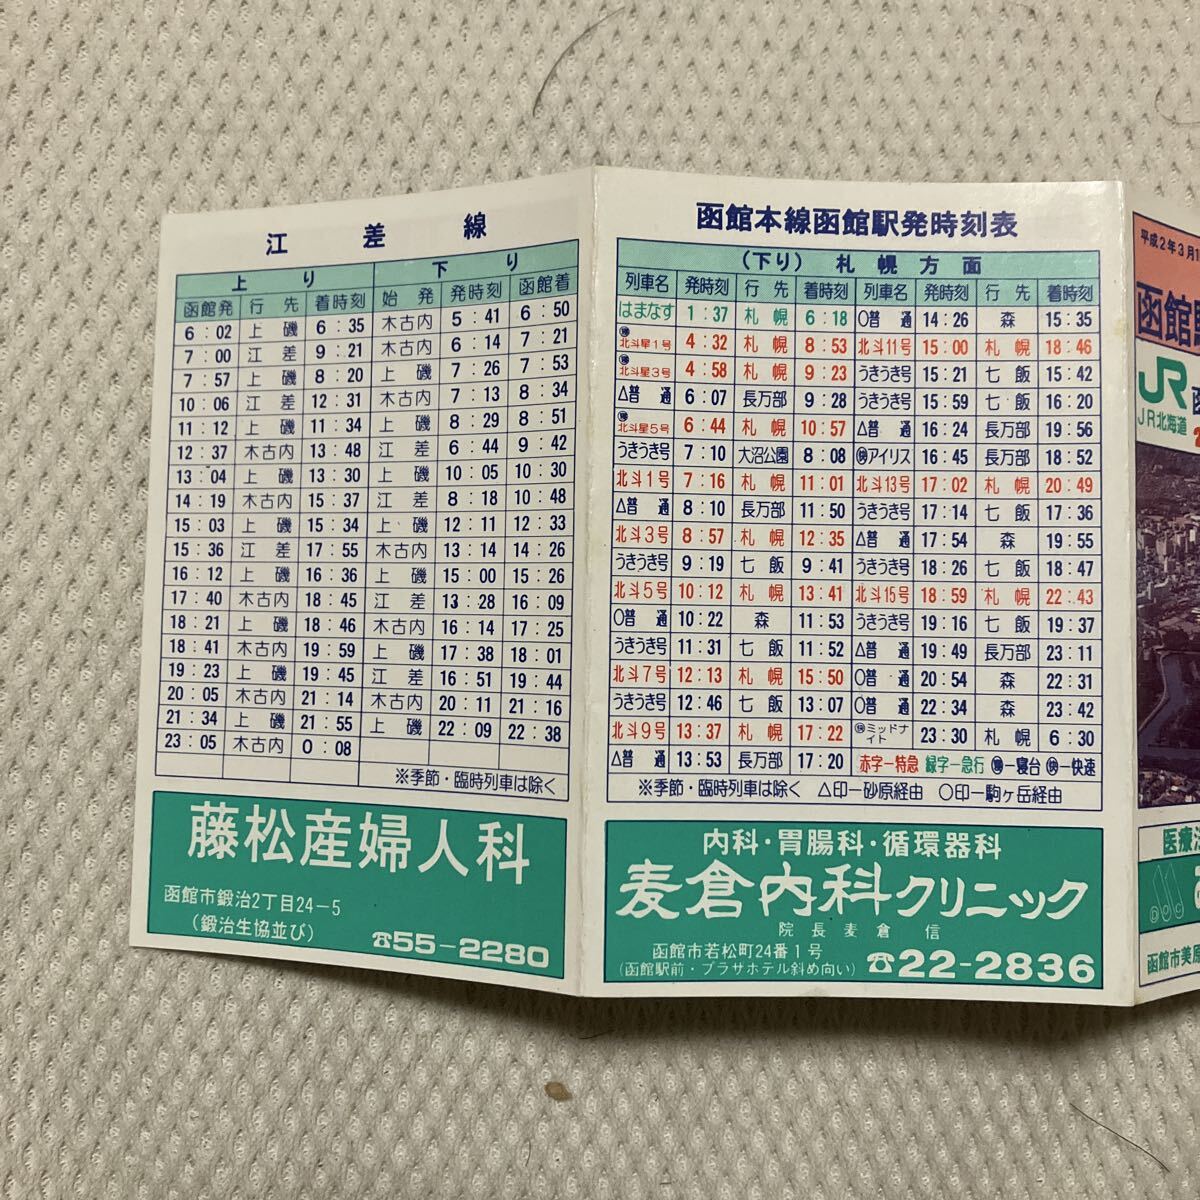 江差線
上り 下り
函館発 行先 着時刻 始発 発時刻 函館着
6:02 上磯 6:35 木古内 5:41 6:50
7:00 江差 9:21 木古内 6:14 7:21
7:57 上磯 8:20 上磯 7:26 7:53
10:06 江差 12:31 木古内 7:13 8:34
11:12 上磯 11:34 上磯 8:29 8:51
12:37 木古内 13:48 江差 6:44 9:42
13:04 上磯 13:30 上磯 10:05 10:30
14:19 木古内 15:37 江差 8:18 10:48
15:03 上磯 15:34 上磯 12:11 12:33
15:36 江差 17:55 木古内 13:14 14:26
16:12 上磯 16:36 上磯 15:00 15:26
17:40 木古内 18:45 江差 13:28 16:09
18:21 上磯 18:46 木古内 16:14 17:25
18:41 木古内 19:59 上磯 17:38 18:01
19:23 上磯 19:45 江差 16:51 19:44
20:05 木古内 21:14 木古内 20:11 21:16
21:34 上磯 21:55 上磯 22:09 22:38
23:05 木古内 0:08
※季節・臨時列車は除く
藤松産婦人科
函館市鍛治2丁目24-5
(鍛治生協並び)
☎55-2280
函館本線函館駅発時刻表
(下り) 札幌方面
列車名 発時刻 行先 着時刻 列車名 発時刻 行先 着時刻
はまなす 1:37 札幌 6:18 ○普通 14:26 森 15:35
北斗星1号 4:32 札幌 8:53 北斗11号 15:00 札幌 18:46
北斗星3号 4:58 札幌 9:23 うきうき号 15:21 七飯 15:42
△普通 6:07 長万部 9:28 うきうき号 15:59 七飯 16:20
北斗星5号 6:44 札幌 10:57 △普通 16:24 長万部 19:56
うきうき号 7:10 大沼公園 8:08 ㊗アイリス 16:45 長万部 18:52
北斗1号 7:16 札幌 11:01 北斗13号 17:02 札幌 20:49
△普通 8:10 長万部 11:50 うきうき号 17:14 七飯 17:36
北斗3号 8:57 札幌 12:35 △普通 17:54 森 19:55
うきうき号 9:19 七飯 9:41 うきうき号 18:26 七飯 18:47
北斗5号 10:12 札幌 13:41 北斗15号 18:59 札幌 22:43
○普通 10:22 森 11:53 うきうき号 19:16 七飯 19:37
うきうき号 11:31 七飯 11:52 △普通 19:49 長万部 23:11
北斗7号 12:13 札幌 15:50 ○普通 20:54 森 22:31
うきうき号 12:46 七飯 13:07 ○普通 22:34 森 23:42
北斗9号 13:37 札幌 17:22 ミッドナイト 23:30 札幌 6:30
△普通 13:53 長万部 17:20 赤字ー特急 緑字ー急行 ー寝台 ー快速
※季節・臨時列車は除く △印ー砂原経由 ○印ー駒ヶ岳経由
内科・胃腸科・循環器科
麦倉内科クリニック
院長麦倉信
函館市若松町24番1号
(函館駅前・プラザホテル斜め向い)
☎22-2836
平成2年3月1
函館
JR
JR北海道
医療法
函館市美原